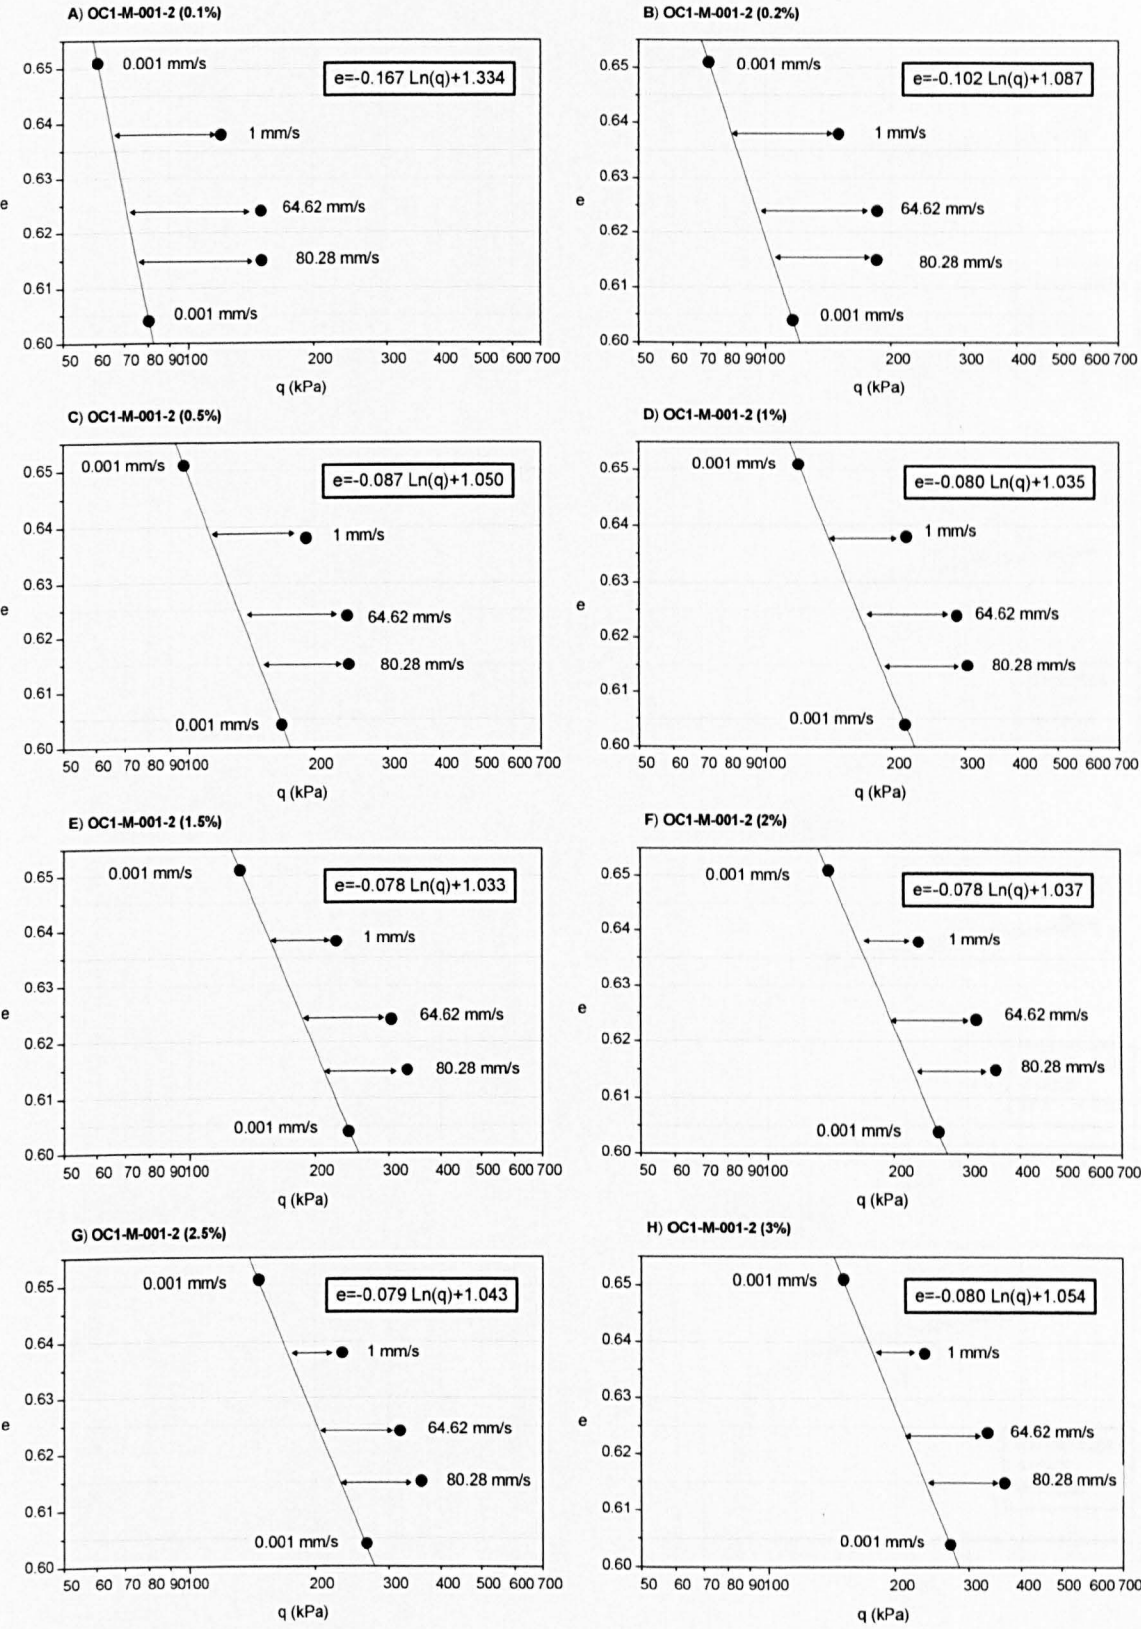 A) OC1-M-001-2 (0.1%)
0.65
0.64
0.63
0.62
0.61
0.60
e
0.001 mm/s
e=-0.167 Ln(q)+1.334
1 mm/s
64.62 mm/s
80.28 mm/s
0.001 mm/s
50 60 70 80 90100 200 300 400 500 600 700
q (kPa)
B) OC1-M-001-2 (0.2%)
0.65
0.64
0.63
0.62
0.61
0.60
e
0.001 mm/s
e=-0.102 Ln(q)+1.087
1 mm/s
64.62 mm/s
80.28 mm/s
0.001 mm/s
50 60 70 80 90100 200 300 400 500 600 700
q (kPa)
C) OC1-M-001-2 (0.5%)
0.65
0.64
0.63
0.62
0.61
0.60
e
0.001 mm/s
e=-0.087 Ln(q)+1.050
1 mm/s
64.62 mm/s
80.28 mm/s
0.001 mm/s
50 60 70 80 90100 200 300 400 500 600 700
q (kPa)
D) OC1-M-001-2 (1%)
0.65
0.64
0.63
0.62
0.61
0.60
e
0.001 mm/s
e=-0.080 Ln(q)+1.035
1 mm/s
64.62 mm/s
80.28 mm/s
0.001 mm/s
50 60 70 80 90100 200 300 400 500 600 700
q (kPa)
E) OC1-M-001-2 (1.5%)
0.65
0.64
0.63
0.62
0.61
0.60
e
0.001 mm/s
e=-0.078 Ln(q)+1.033
1 mm/s
64.62 mm/s
80.28 mm/s
0.001 mm/s
50 60 70 80 90100 200 300 400 500 600 700
q (kPa)
F) OC1-M-001-2 (2%)
0.65
0.64
0.63
0.62
0.61
0.60
e
0.001 mm/s
e=-0.078 Ln(q)+1.037
1 mm/s
64.62 mm/s
80.28 mm/s
0.001 mm/s
50 60 70 80 90100 200 300 400 500 600 700
q (kPa)
G) OC1-M-001-2 (2.5%)
0.65
0.64
0.63
0.62
0.61
0.60
e
0.001 mm/s
e=-0.079 Ln(q)+1.043
1 mm/s
64.62 mm/s
80.28 mm/s
0.001 mm/s
50 60 70 80 90100 200 300 400 500 600 700
q (kPa)
H) OC1-M-001-2 (3%)
0.65
0.64
0.63
0.62
0.61
0.60
e
0.001 mm/s
e=-0.080 Ln(q)+1.054
1 mm/s
64.62 mm/s
80.28 mm/s
0.001 mm/s
50 60 70 80 90100 200 300 400 500 600 700
q (kPa)